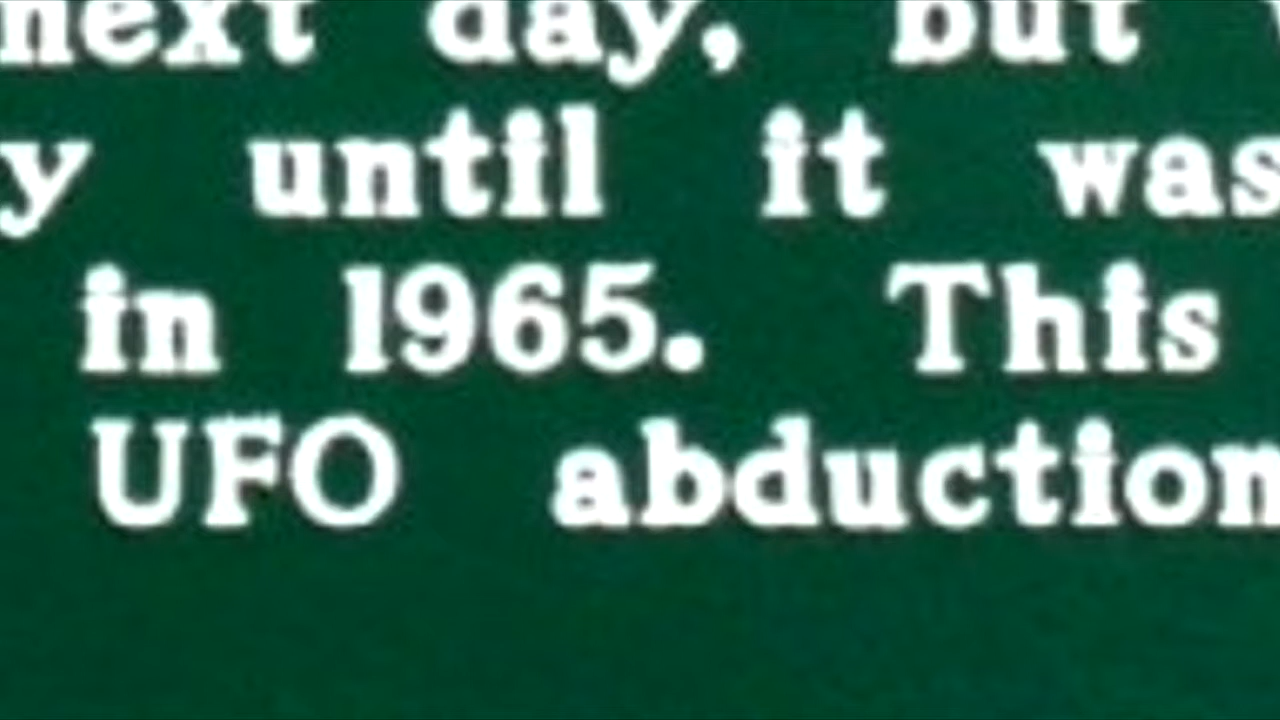 next day, but
y until it was
in 1965. This
UFO abduction